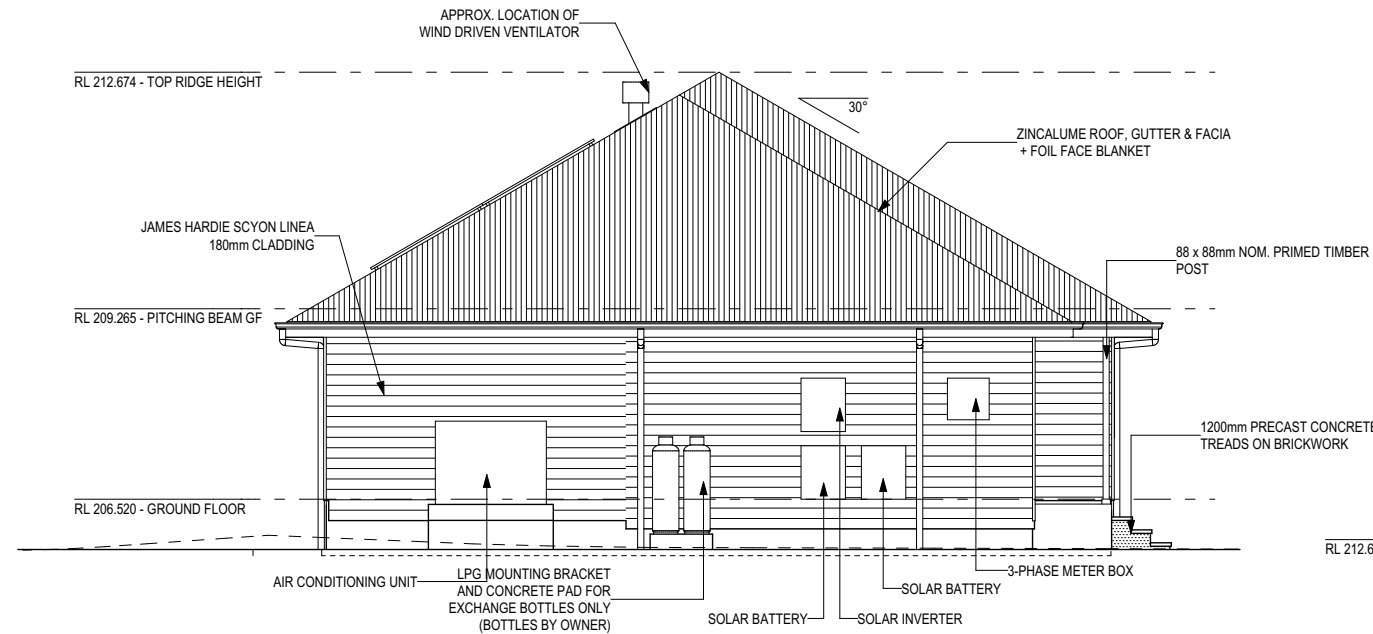 APPROX. LOCATION OF
WIND DRIVEN VENTILATOR
RL 212.674 - TOP RIDGE HEIGHT
30°
ZINCALUME ROOF, GUTTER & FACIA
+ FOIL FACE BLANKET
JAMES HARDIE SCYON LINEA
180mm CLADDING
88 x 88mm NOM. PRIMED TIMBER
POST
RL 209.265 - PITCHING BEAM GF
1200mm PRECAST CONCRETE
TREADS ON BRICKWORK
RL 206.520 - GROUND FLOOR
RL 212.6
AIR CONDITIONING UNIT
LPG MOUNTING BRACKET
AND CONCRETE PAD FOR
EXCHANGE BOTTLES ONLY
(BOTTLES BY OWNER)
3-PHASE METER BOX
SOLAR BATTERY
SOLAR BATTERY
SOLAR INVERTER